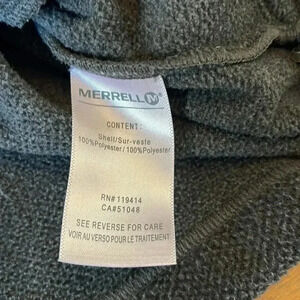 MERRELL
CONTENT:
Shell/Sur-veste
100%Polyester/100%Polyester
RN# 119414
CA#51048
SEE REVERSE FOR CARE
VOIR AU VERSO POUR LE TRAITEMENT